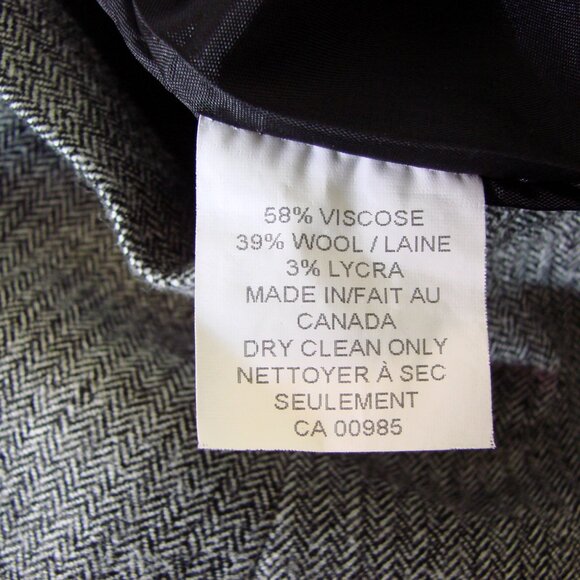 58% VISCOSE
39% WOOL / LAINE
3% LYCRA
MADE IN/FAIT AU
CANADA
DRY CLEAN ONLY
NETTOYER À SEC
SEULEMENT
CA 00985